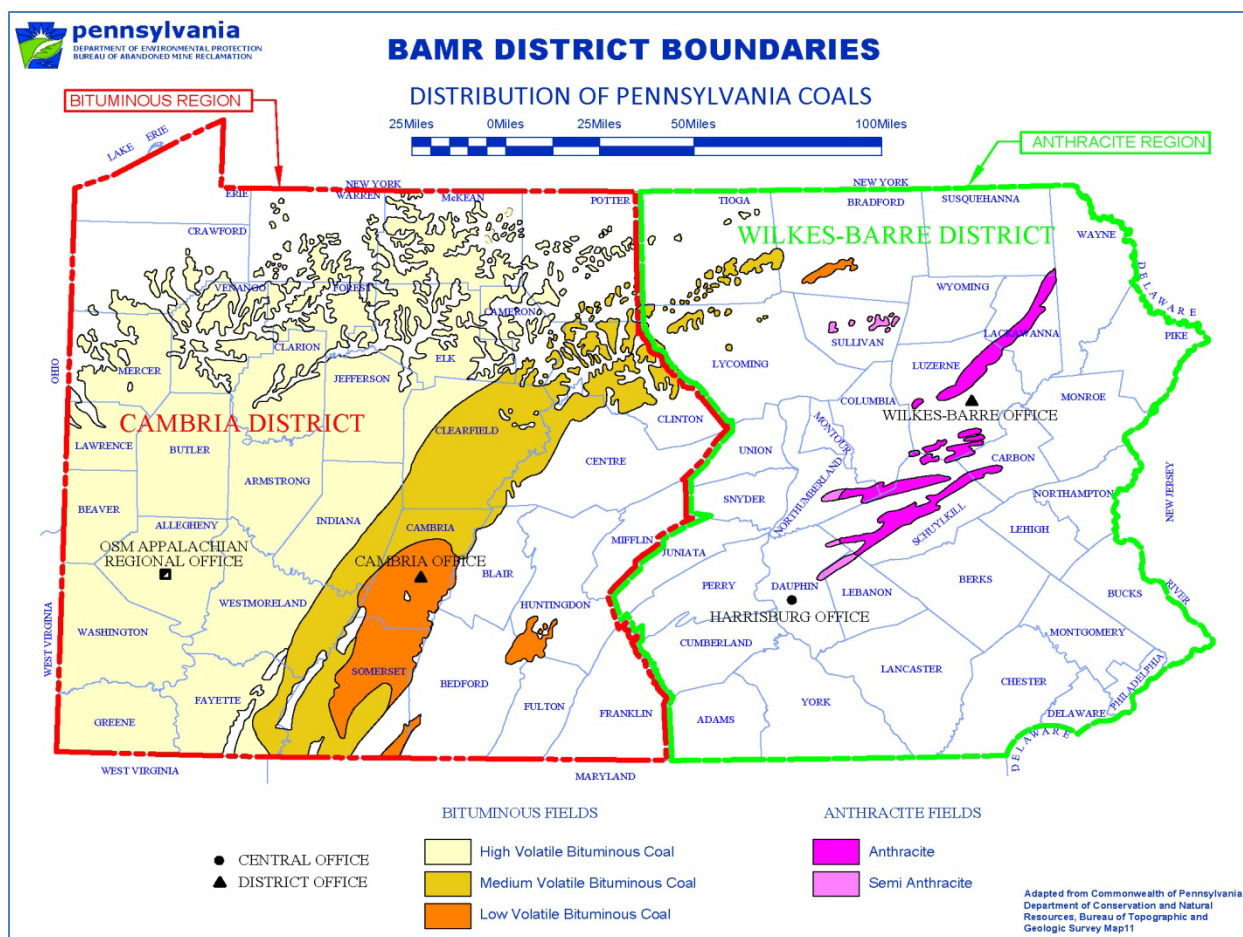 pennsylvania
DEPARTMENT OF ENVIRONMENTAL PROTECTION
BUREAU OF ABANDONED MINE RECLAMATION
BAMR DISTRICT BOUNDARIES
DISTRIBUTION OF PENNSYLVANIA COALS
25Miles 0Miles 25Miles 50Miles 100Miles
BITUMINOUS REGION
ANTHRACITE REGION
LAKE ERIE
NEW YORK
NEW YORK
ERIE
WARREN
McKEAN
POTTER
TIOGA
BRADFORD
SUSQUEHANNA
WAYNE
CRAWFORD
WILKES-BARRE DISTRICT
VENANGO
FOREST
CAMERON
WYOMING
DELAWARE
LACKAWANNA
PIKE
SULLIVAN
CLARION
ELK
LYCOMING
LUZERNE
OHIO
MERCER
JEFFERSON
COLUMBIA
MONROE
WILKES-BARRE OFFICE
CAMBRIA DISTRICT
CLEARFIELD
CLINTON
MONTOUR
LAWRENCE
BUTLER
CENTRE
UNION
CARBON
ARMSTRONG
SNYDER
NORTHUMBERLAND
NORTHAMPTON
NEW JERSEY
BEAVER
ALLEGHENY
INDIANA
CAMBRIA
SCHUYLKILL
LEHIGH
OSM APPALACHIAN
REGIONAL OFFICE
CAMBRIA OFFICE
MIFFLIN
JUNIATA
BLAIR
PERRY
DAUPHIN
LEBANON
BERKS
BUCKS
RIVER
WESTMORELAND
HUNTINGDON
HARRISBURG OFFICE
WEST VIRGINIA
WASHINGTON
CUMBERLAND
MONTGOMERY
SOMERSET
BEDFORD
LANCASTER
CHESTER
PHILADELPHIA
FAYETTE
FULTON
FRANKLIN
YORK
GREENE
ADAMS
DELAWARE
DELAWARE
WEST VIRGINIA
MARYLAND
BITUMINOUS FIELDS
ANTHRACITE FIELDS
CENTRAL OFFICE
DISTRICT OFFICE
High Volatile Bituminous Coal
Medium Volatile Bituminous Coal
Low Volatile Bituminous Coal
Anthracite
Semi Anthracite
Adapted from Commonwealth of Pennsylvania
Department of Conservation and Natural
Resources, Bureau of Topographic and
Geologic Survey Map11